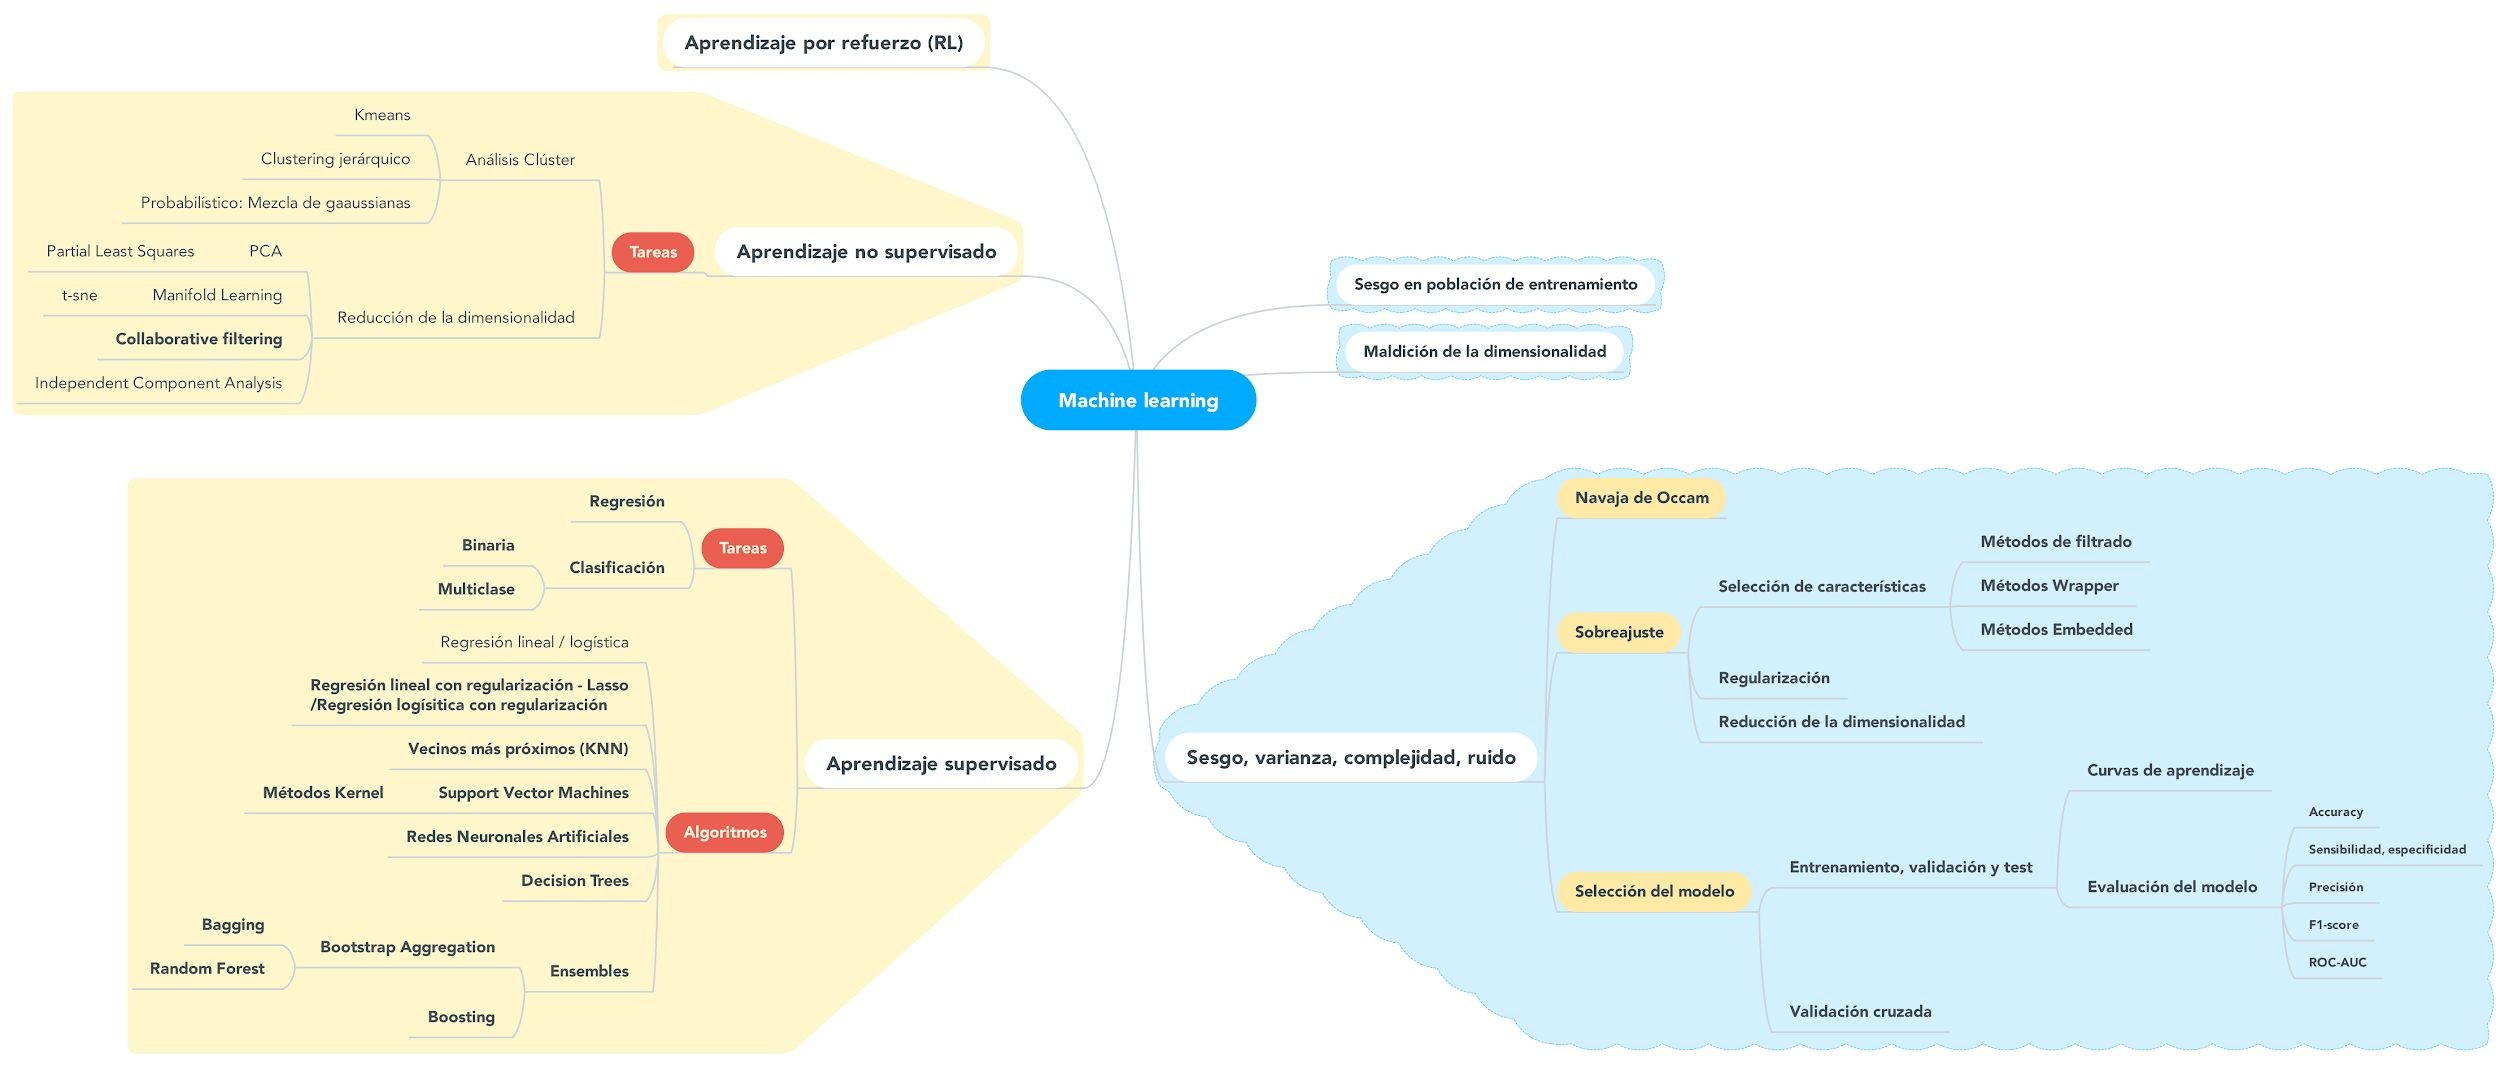 Aprendizaje por refuerzo (RL)
Kmeans
Clustering jerárquico
Análisis Clúster
Probabilístico: Mezcla de gaaussianas
Partial Least Squares
PCA
Tareas
Aprendizaje no supervisado
t-sne
Manifold Learning
Reducción de la dimensionalidad
Collaborative filtering
Independent Component Analysis
Sesgo en población de entrenamiento
Maldición de la dimensionalidad
Machine learning
Regresión
Binaria
Tareas
Clasificación
Multiclase
Regresión lineal / logística
Regresión lineal con regularización - Lasso
/Regresión logísitica con regularización
Vecinos más próximos (KNN)
Aprendizaje supervisado
Métodos Kernel
Support Vector Machines
Redes Neuronales Artificiales
Algoritmos
Decision Trees
Bagging
Bootstrap Aggregation
Random Forest
Ensembles
Boosting
Navaja de Occam
Métodos de filtrado
Selección de características
Métodos Wrapper
Sobreajuste
Métodos Embedded
Regularización
Reducción de la dimensionalidad
Sesgo, varianza, complejidad, ruido
Curvas de aprendizaje
Accuracy
Sensibilidad, especificidad
Entrenamiento, validación y test
Evaluación del modelo
Precisión
Selección del modelo
F1-score
ROC-AUC
Validación cruzada